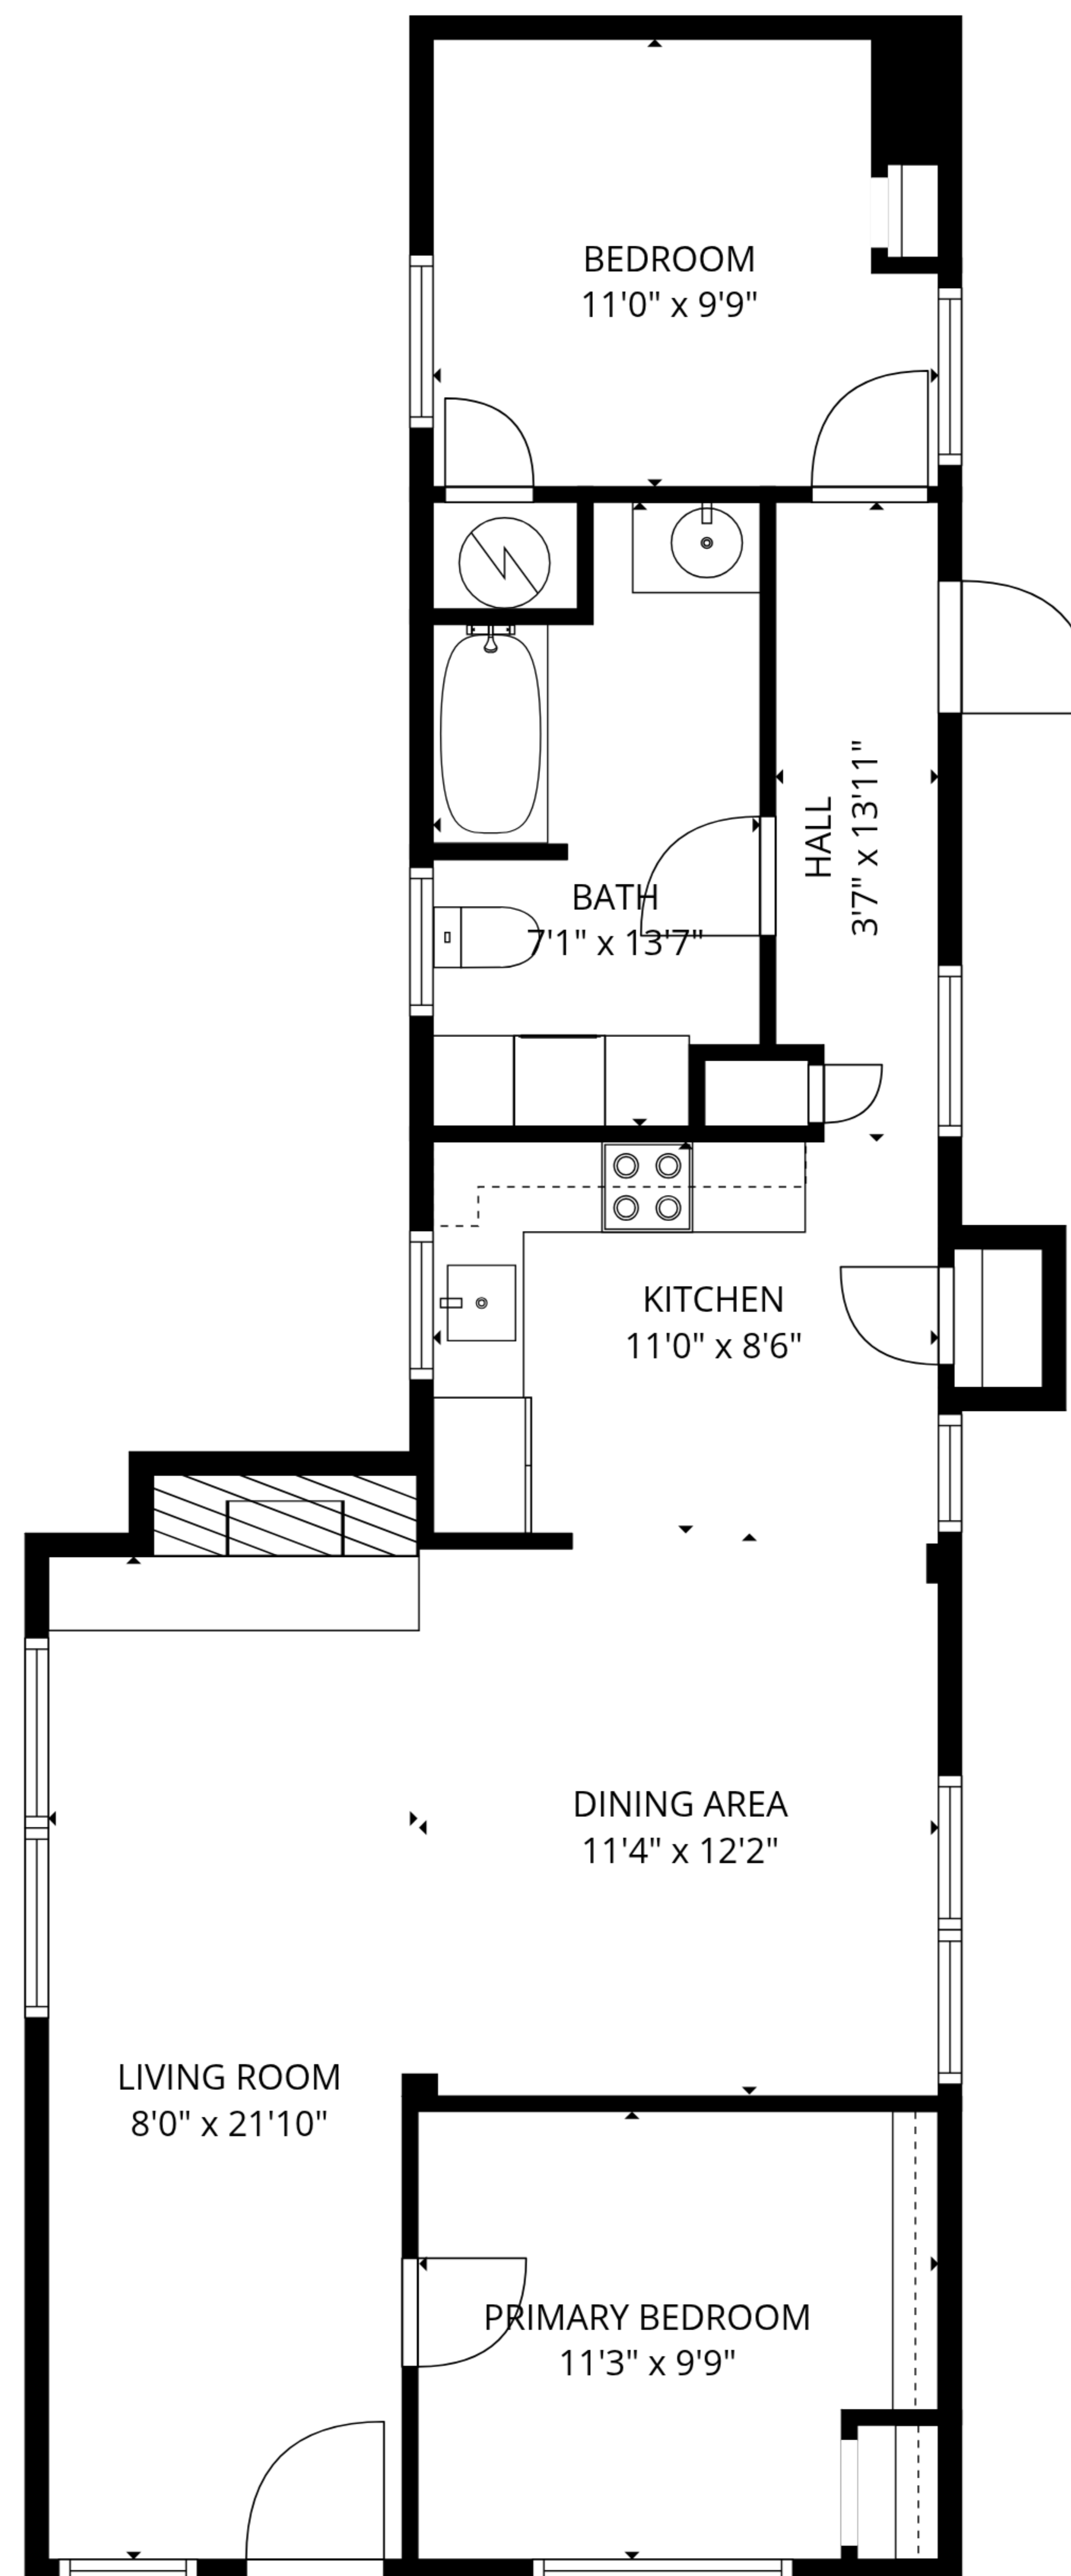 BEDROOM
11'0" x 9'9"
HALL
3'7" x 13'11"
BATH
7'1" x 13'7"
KITCHEN
11'0" x 8'6"
DINING AREA
11'4" x 12'2"
LIVING ROOM
8'0" x 21'10"
PRIMARY BEDROOM
11'3" x 9'9"